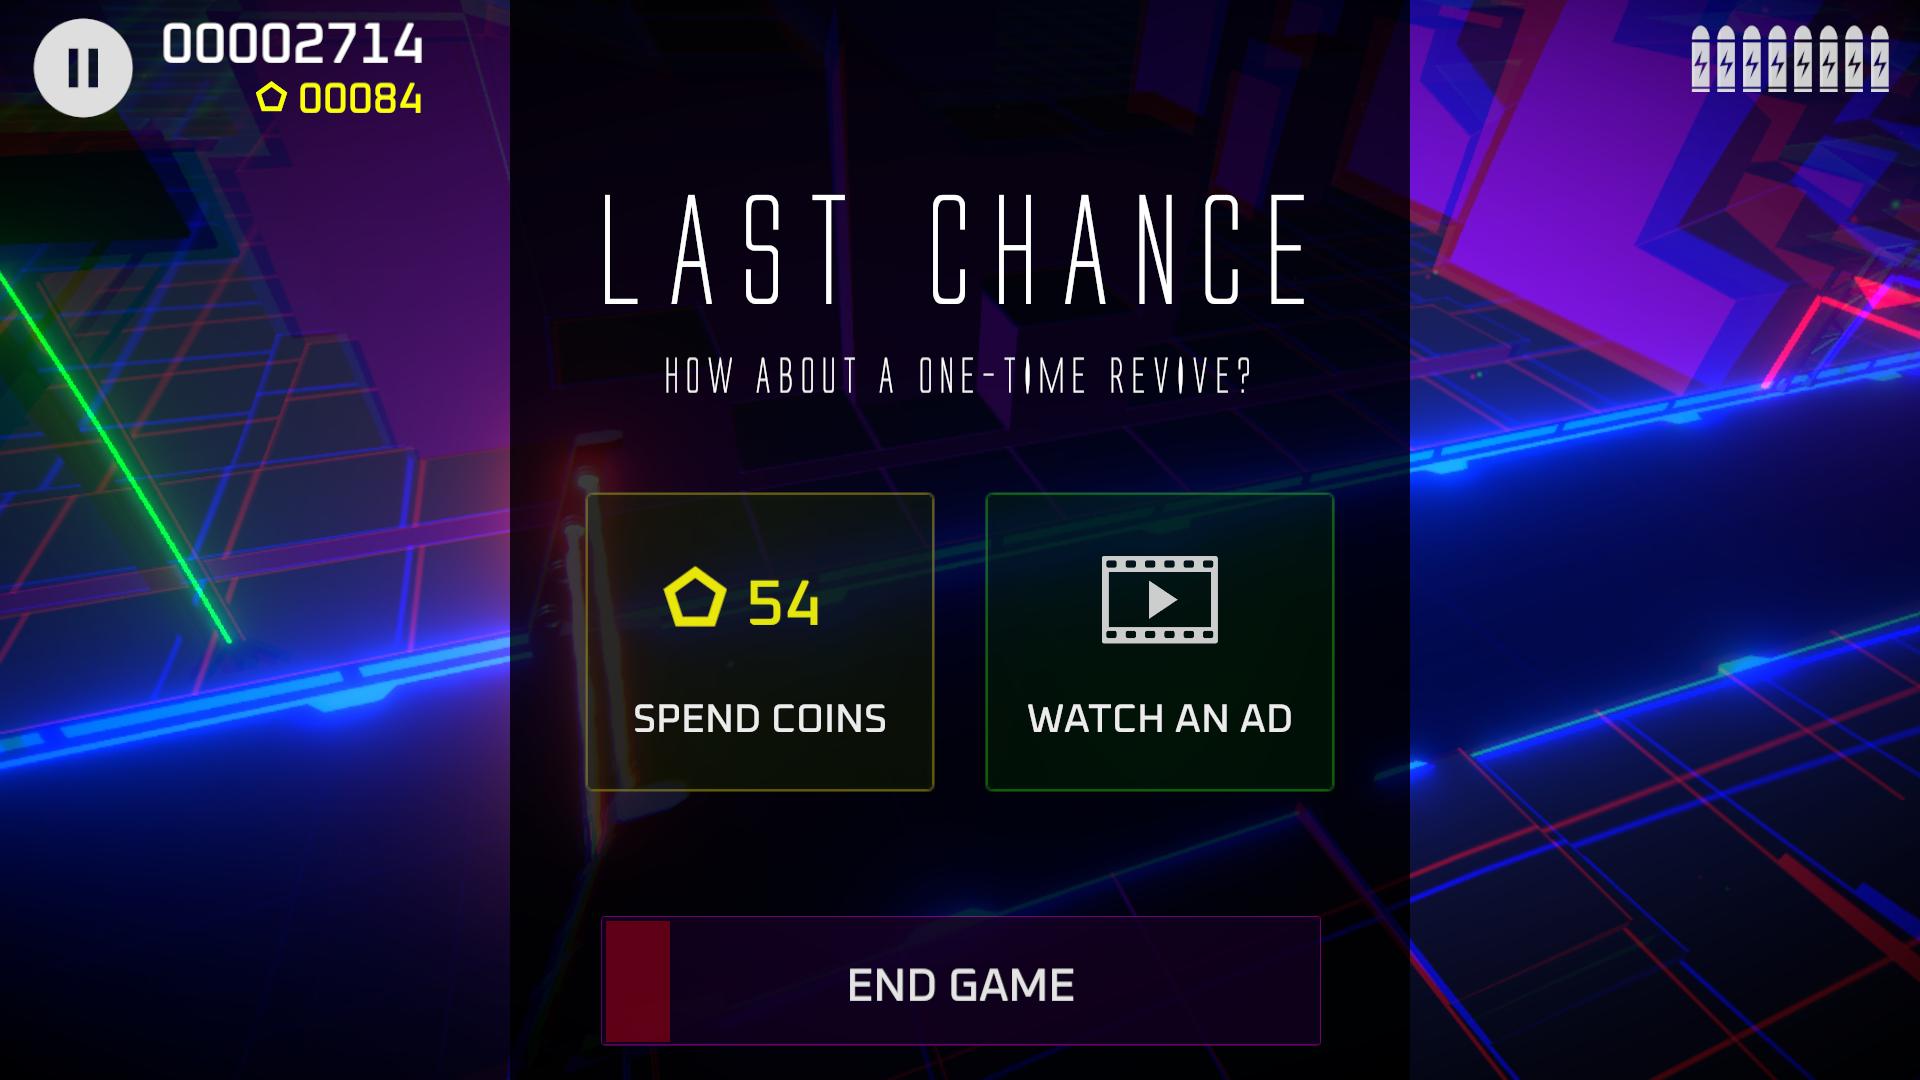 00002714
00084
LAST CHANCE
HOW ABOUT A ONE-TIME REVIVE?
54
SPEND COINS
WATCH AN AD
END GAME